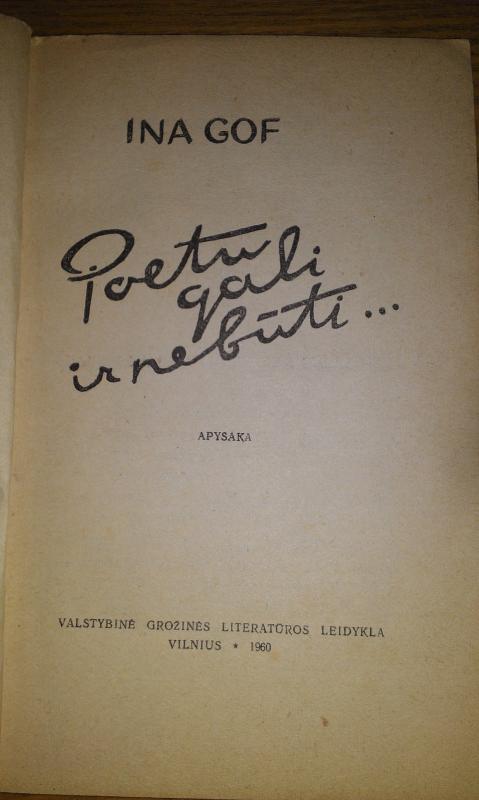 INA GOF
Poetu
gali
ir nebūti...
APYSAKA
VALSTYBINĖ GROŽINĖS LITERATŪROS LEIDYKLA
VILNIUS ★ 1960